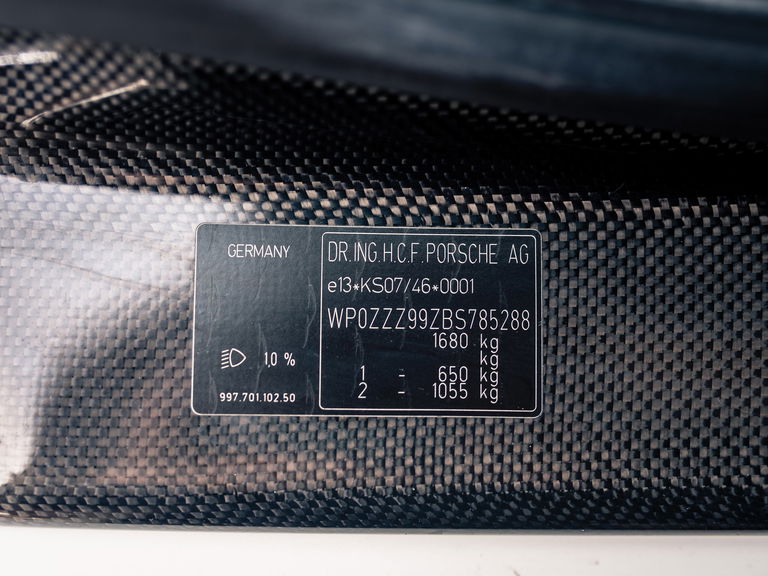 GERMANY
1,0 %
997.701.102.50
DR.ING.H.C.F.PORSCHE AG
e13*KS07/46*0001
WP0ZZZ99ZBS785288
1680 kg
kg
1 - 650 kg
2 - 1055 kg